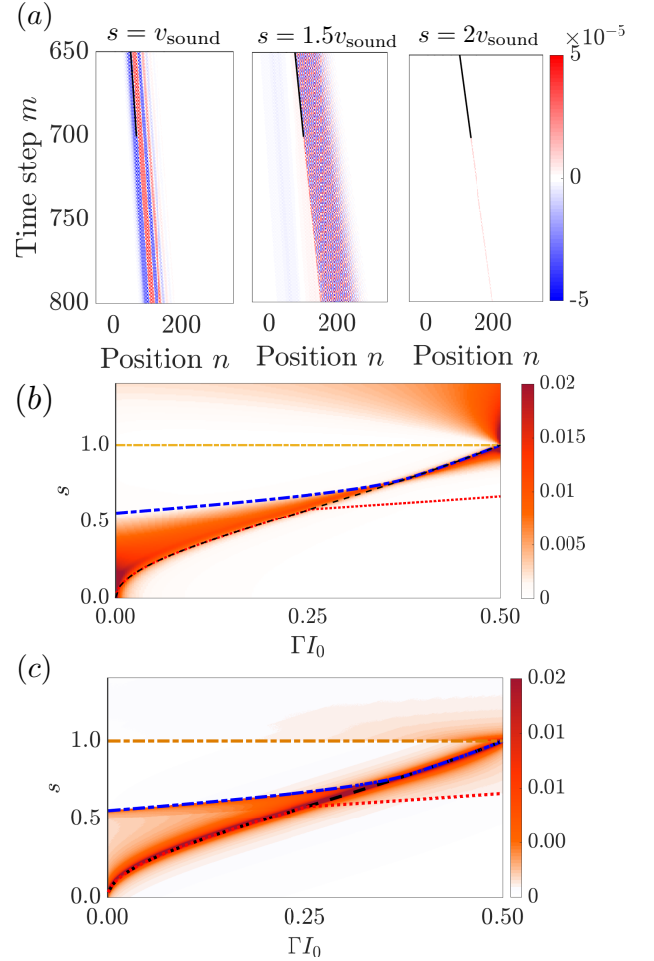 (a)
s = v_sound s = 1.5v_sound s = 2v_sound ×10⁻⁵
650 700 750 800
Time step m
5 0 -5
0 200 0 200 0 200
Position n Position n Position n
(b)
1.0 0.5 0.0
s
0.02 0.015 0.01 0.005 0
0.00 0.25 0.50
ΓI₀
(c)
1.0 0.5 0.0
s
0.02 0.01 0.01 0.00 0
0.00 0.25 0.50
ΓI₀